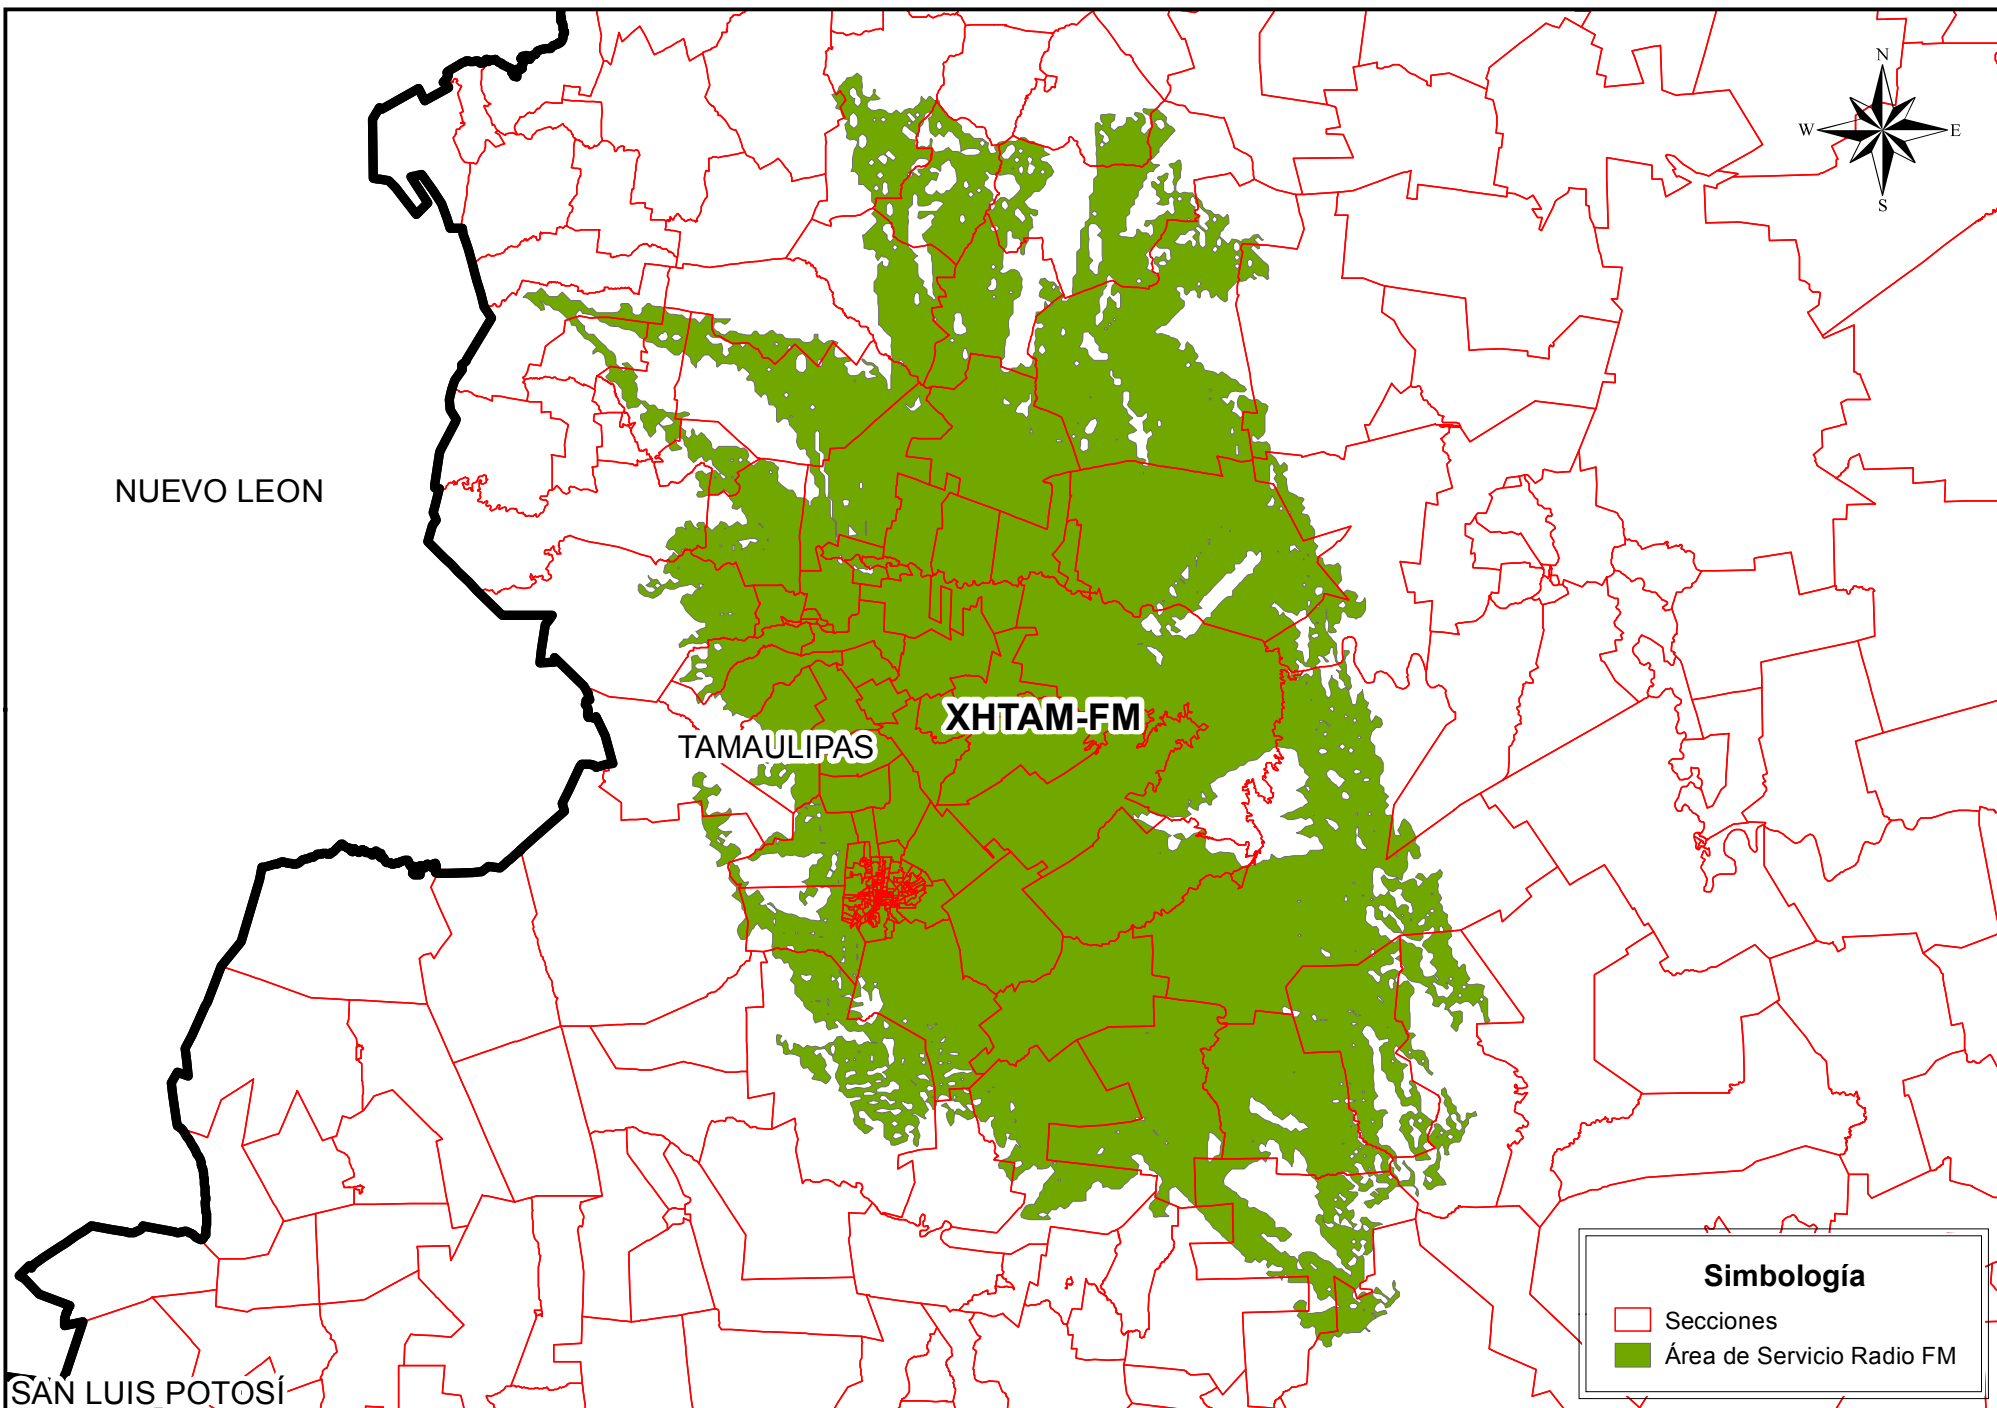 N
W E
S
NUEVO LEON
XHTAM-FM
TAMAULIPAS
Simbología
Secciones
Área de Servicio Radio FM
SAN LUIS POTOSÍ